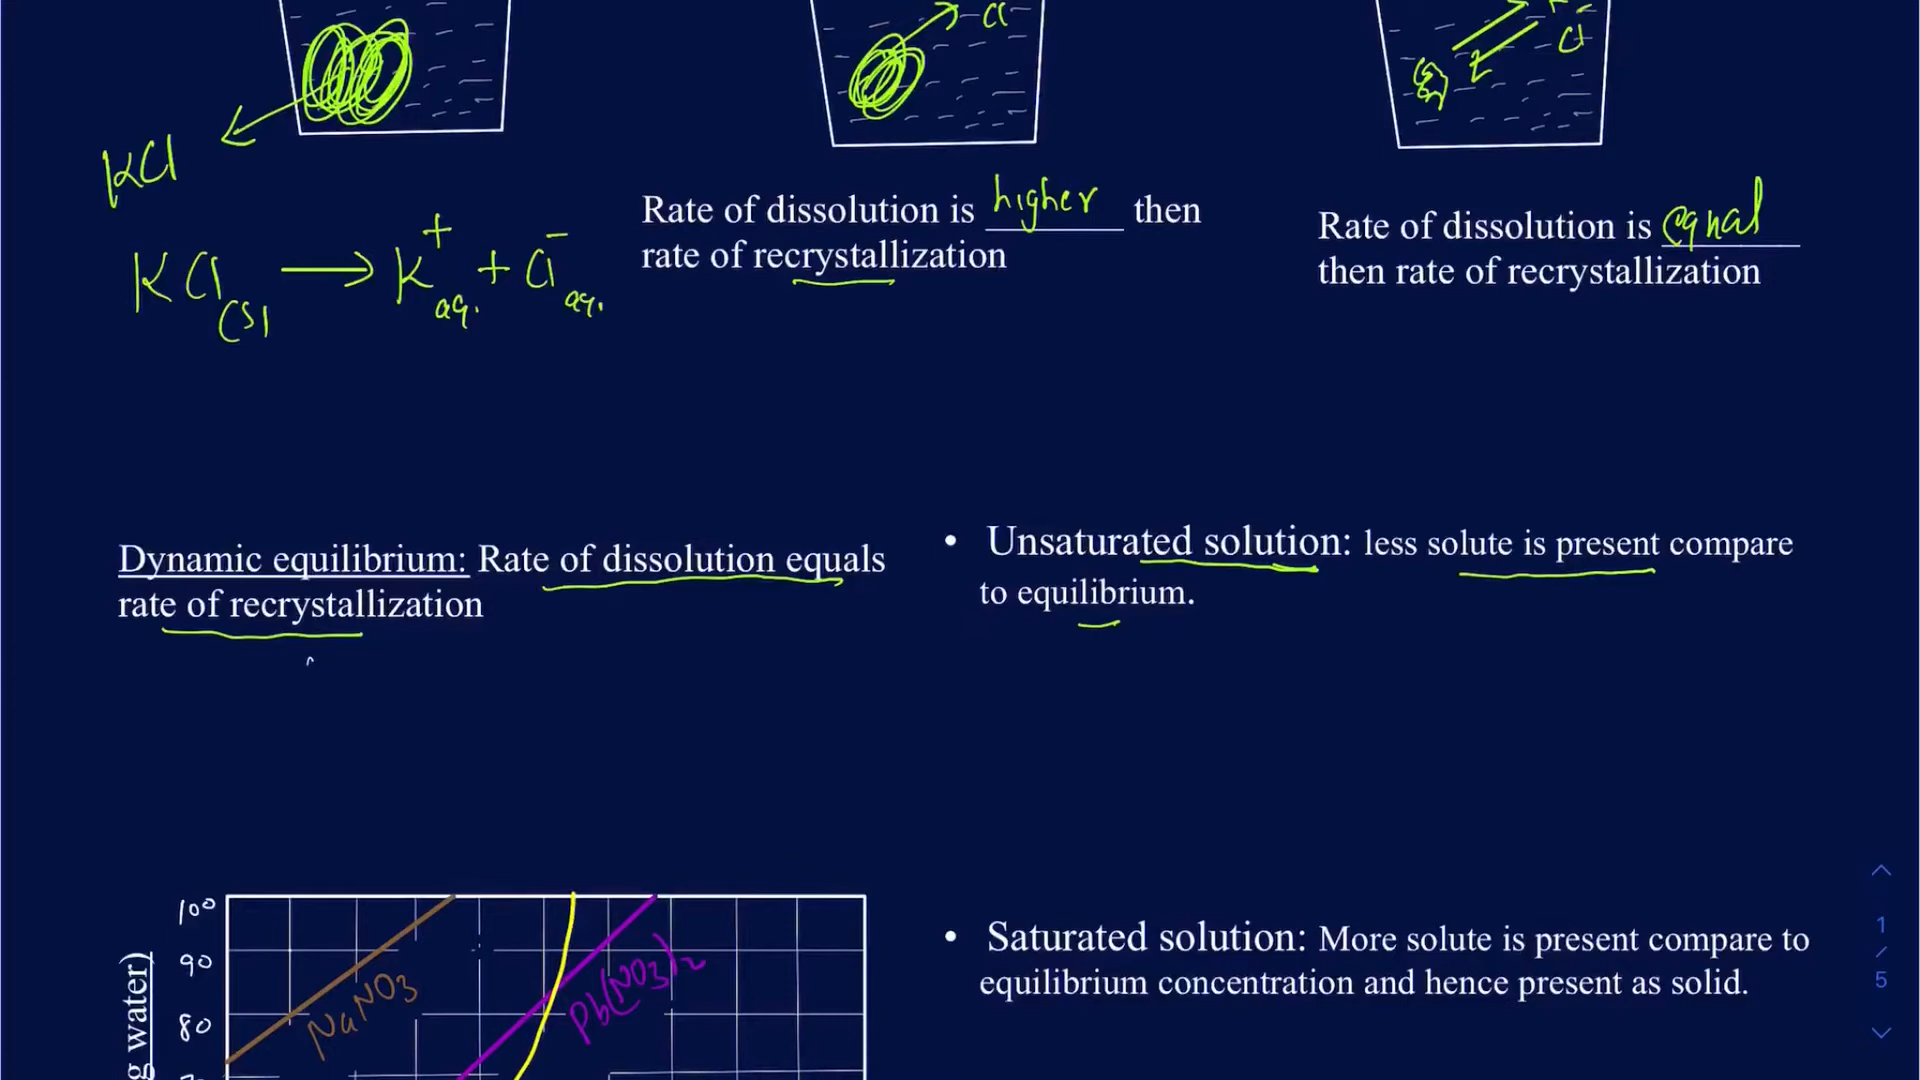 Cl
Cl
KCl
KCl(s) → K+aq. + Cl-aq.
Rate of dissolution is higher then
rate of recrystallization
Rate of dissolution is equal
then rate of recrystallization
Dynamic equilibrium: Rate of dissolution equals
rate of recrystallization
• Unsaturated solution: less solute is present compare
to equilibrium.
100
90
80
g water)
NaNO3
Pb(NO3)2
• Saturated solution: More solute is present compare to
equilibrium concentration and hence present as solid.
1
/
5